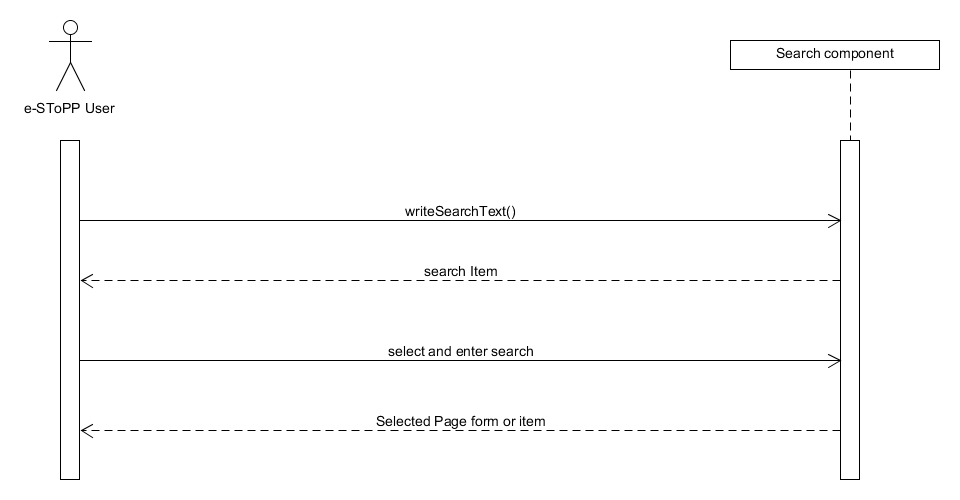 Search component
e-SToPP User
writeSearchText()
search Item
select and enter search
Selected Page form or item